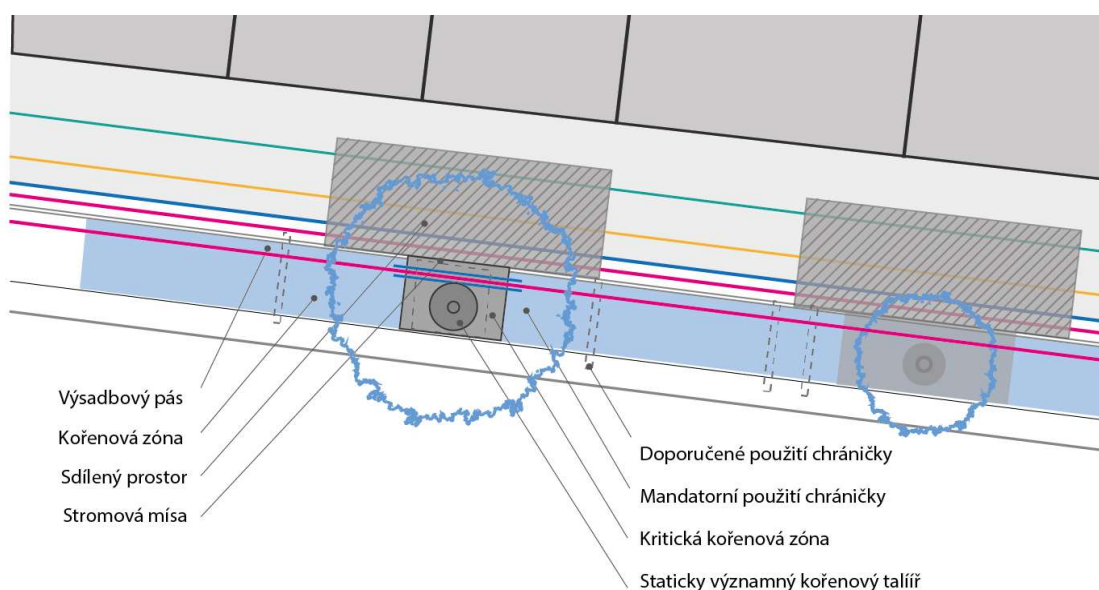 Výsadbový pás
Kořenová zóna
Sdílený prostor
Stromová mísa
Doporučené použití chráničky
Mandatorní použití chráničky
Kritická kořenová zóna
Staticky významný kořenový talííř